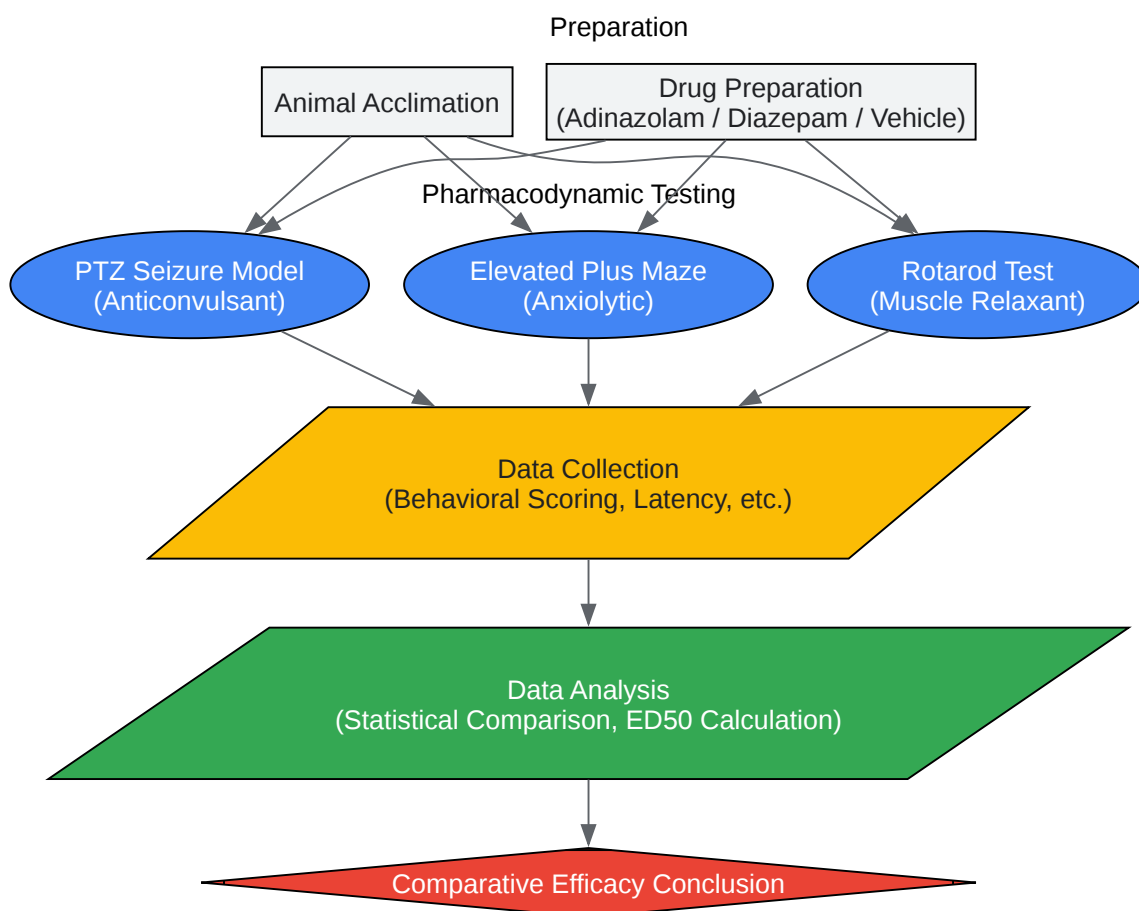 Preparation
Animal Acclimation
Drug Preparation
(Adinazolam / Diazepam / Vehicle)
Pharmacodynamic Testing
PTZ Seizure Model
(Anticonvulsant)
Elevated Plus Maze
(Anxiolytic)
Rotarod Test
(Muscle Relaxant)
Data Collection
(Behavioral Scoring, Latency, etc.)
Data Analysis
(Statistical Comparison, ED50 Calculation)
Comparative Efficacy Conclusion